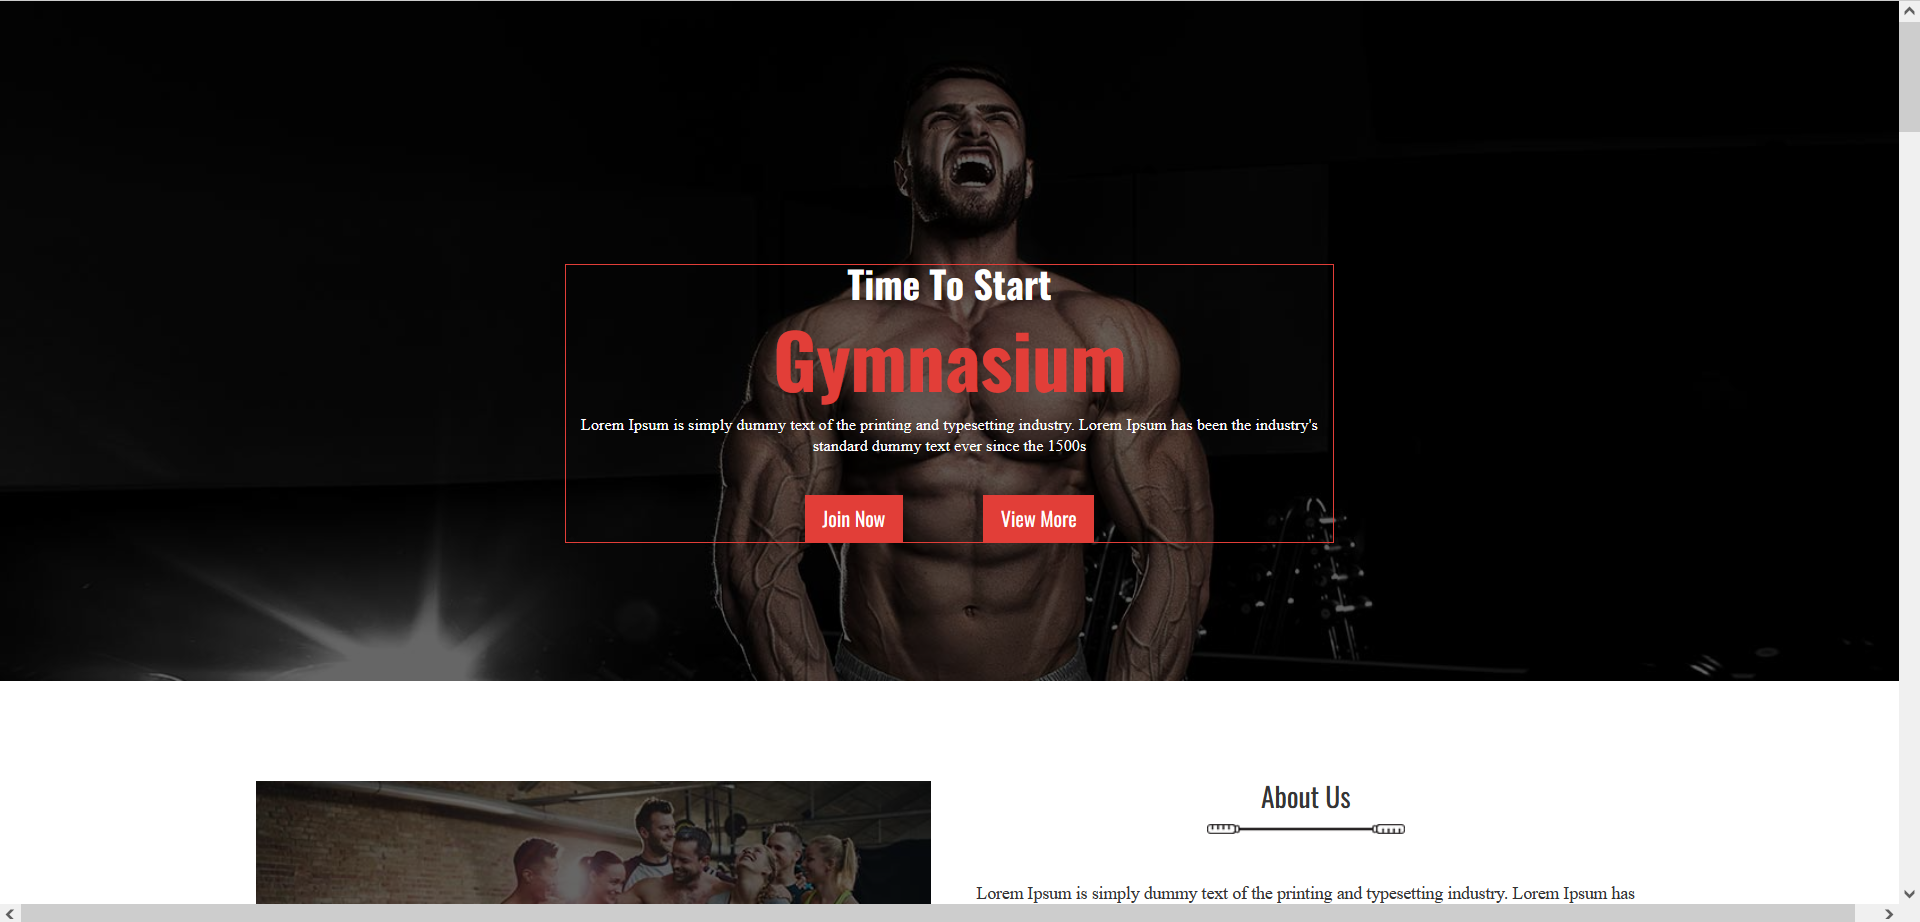 Time To Start
Gymnasium
Lorem Ipsum is simply dummy text of the printing and typesetting industry. Lorem Ipsum has been the industry's
standard dummy text ever since the 1500s
Join Now
View More
About Us
Lorem Ipsum is simply dummy text of the printing and typesetting industry. Lorem Ipsum has